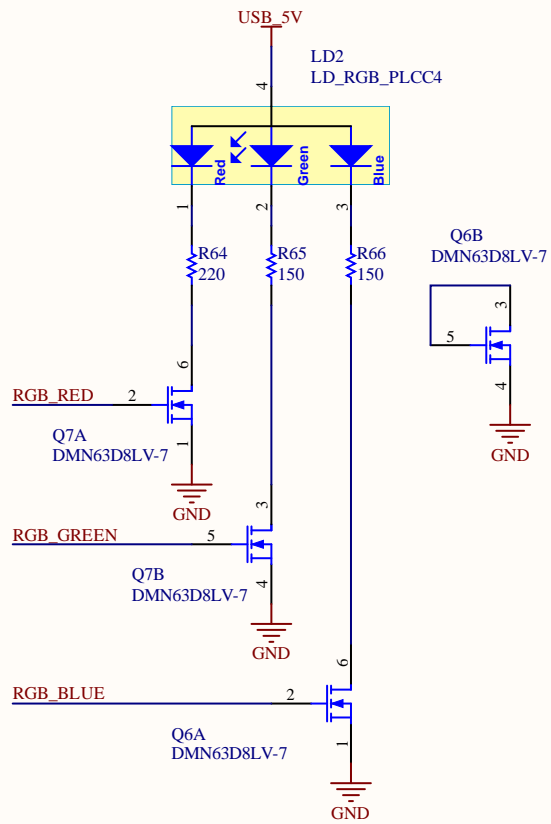 USB_5V
LD2
LD_RGB_PLCC4
4
Red
Green
Blue
1
2
3
R64
220
R65
150
R66
150
Q6B
DMN63D8LV-7
3
5
4
GND
6
RGB_RED
2
1
Q7A
DMN63D8LV-7
GND
3
RGB_GREEN
5
4
Q7B
DMN63D8LV-7
GND
6
RGB_BLUE
2
1
Q6A
DMN63D8LV-7
GND